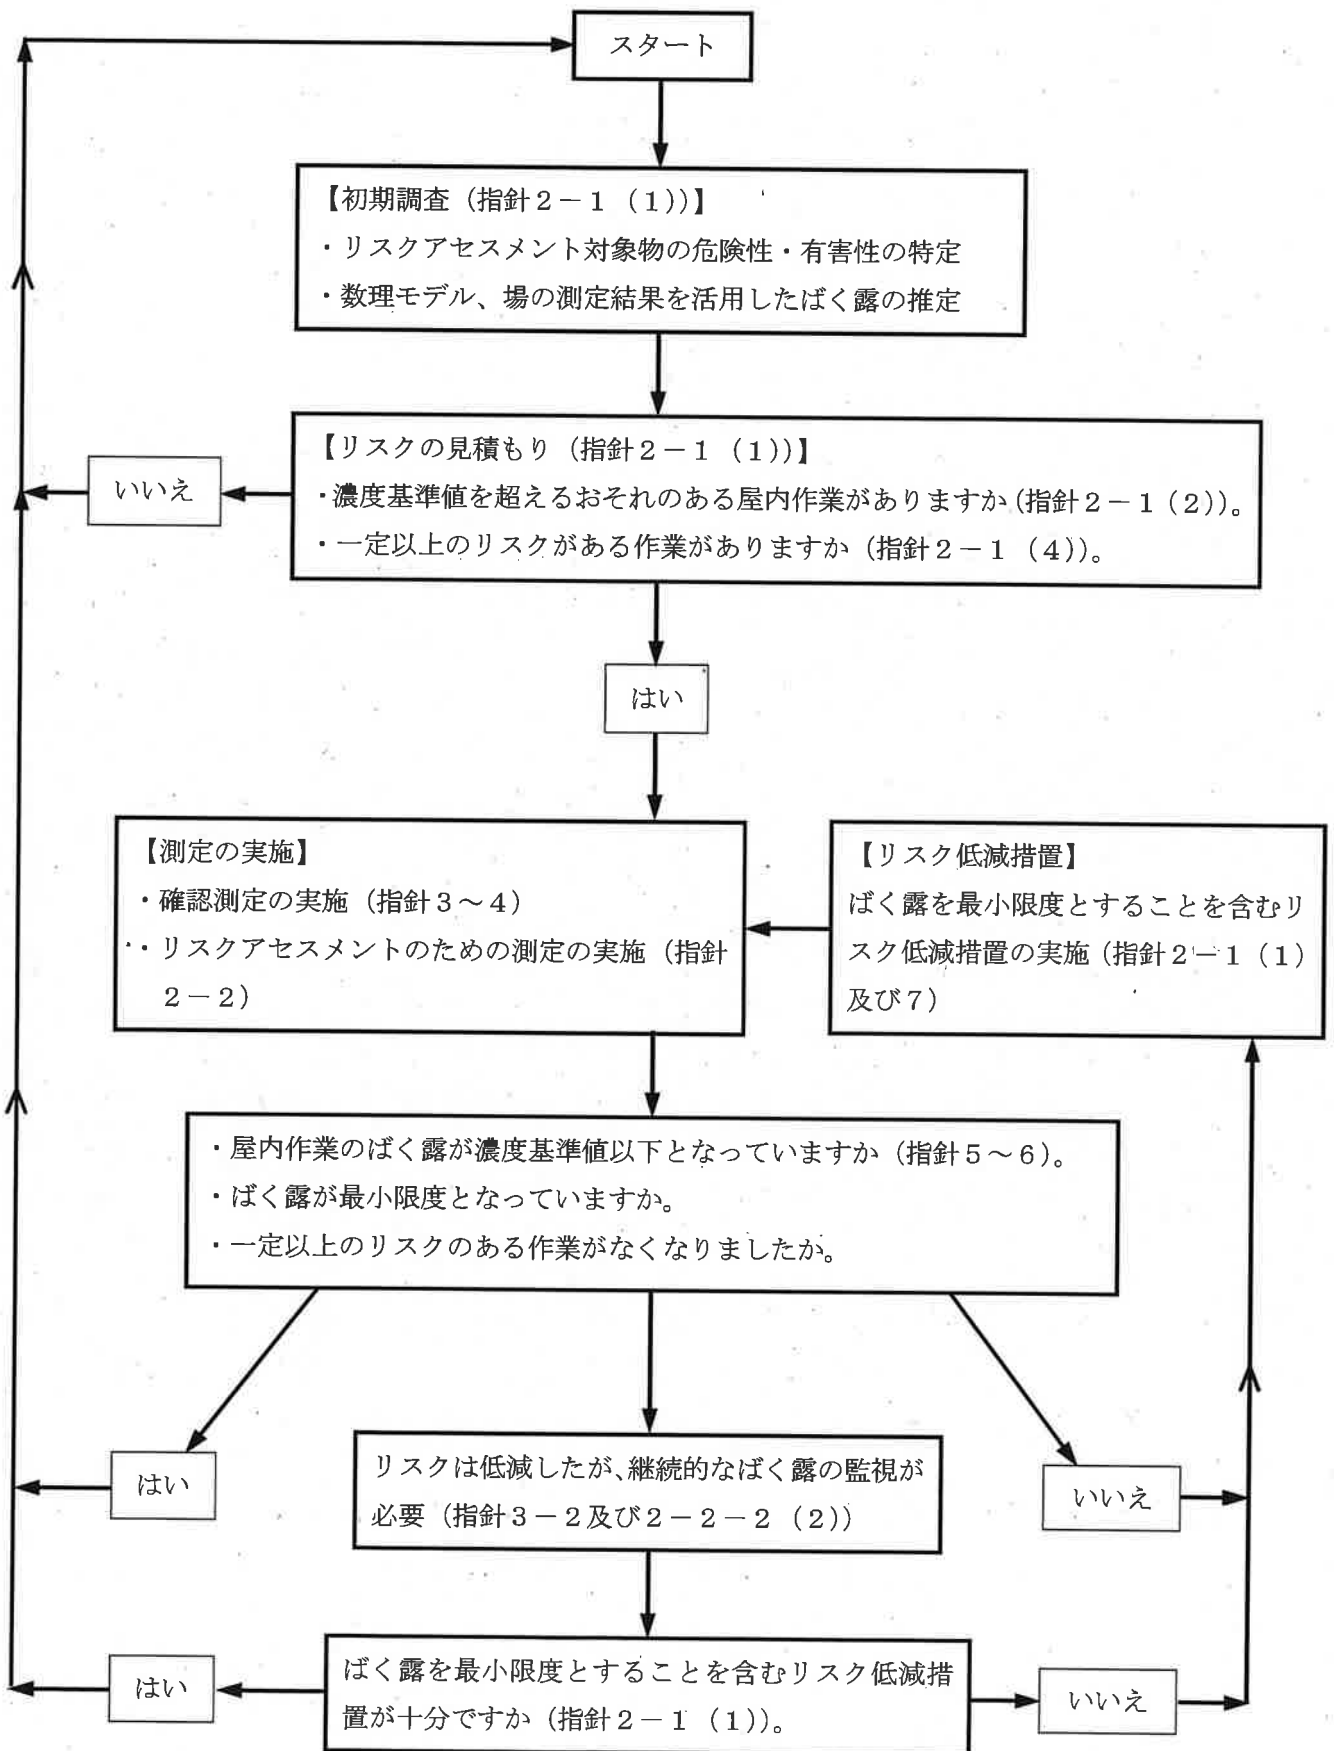 スタート
【初期調査（指針２－１（１））】
・リスクアセスメント対象物の危険性・有害性の特定
・数理モデル、場の測定結果を活用したばく露の推定
【リスクの見積もり（指針２－１（１））】
・濃度基準値を超えるおそれのある屋内作業がありますか（指針２－１（２））。
・一定以上のリスクがある作業がありますか（指針２－１（４））。
いいえ
はい
【測定の実施】
・確認測定の実施（指針３～４）
・リスクアセスメントのための測定の実施（指針
２－２）
【リスク低減措置】
ばく露を最小限度とすることを含むリ
スク低減措置の実施（指針２－１（１）
及び７）
・屋内作業のばく露が濃度基準値以下となっていますか（指針５～６）。
・ばく露が最小限度となっていますか。
・一定以上のリスクのある作業がなくなりましたか。
はい
リスクは低減したが、継続的なばく露の監視が
必要（指針３－２及び２－２－２（２））
いいえ
はい
ばく露を最小限度とすることを含むリスク低減措
置が十分ですか（指針２－１（１））。
いいえ